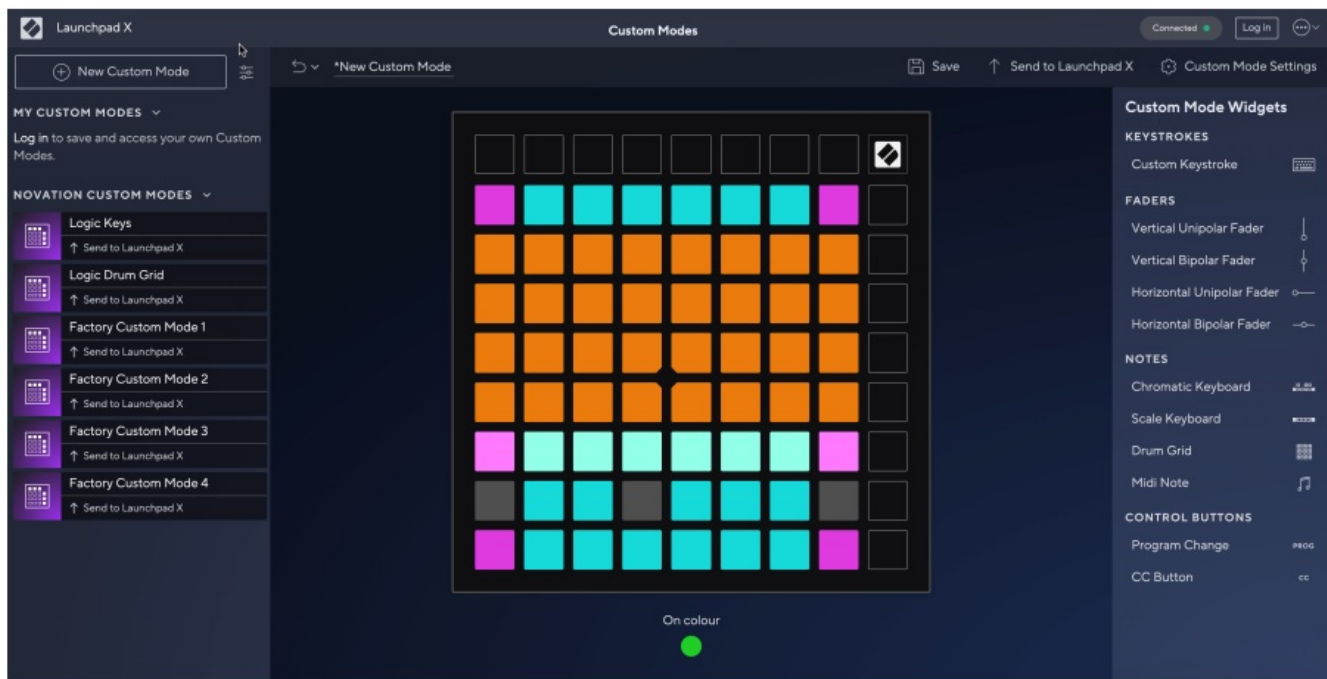 Launchpad X
Custom Modes
Connected
Log in
New Custom Mode
*New Custom Mode
Save
Send to Launchpad X
Custom Mode Settings
MY CUSTOM MODES
Log in to save and access your own Custom
Modes.
NOVATION CUSTOM MODES
Logic Keys
Send to Launchpad X
Logic Drum Grid
Send to Launchpad X
Factory Custom Mode 1
Send to Launchpad X
Factory Custom Mode 2
Send to Launchpad X
Factory Custom Mode 3
Send to Launchpad X
Factory Custom Mode 4
Send to Launchpad X
On colour
Custom Mode Widgets
KEYSTROKES
Custom Keystroke
FADERS
Vertical Unipolar Fader
Vertical Bipolar Fader
Horizontal Unipolar Fader
Horizontal Bipolar Fader
NOTES
Chromatic Keyboard
Scale Keyboard
Drum Grid
Midi Note
CONTROL BUTTONS
Program Change PROG
CC Button CC